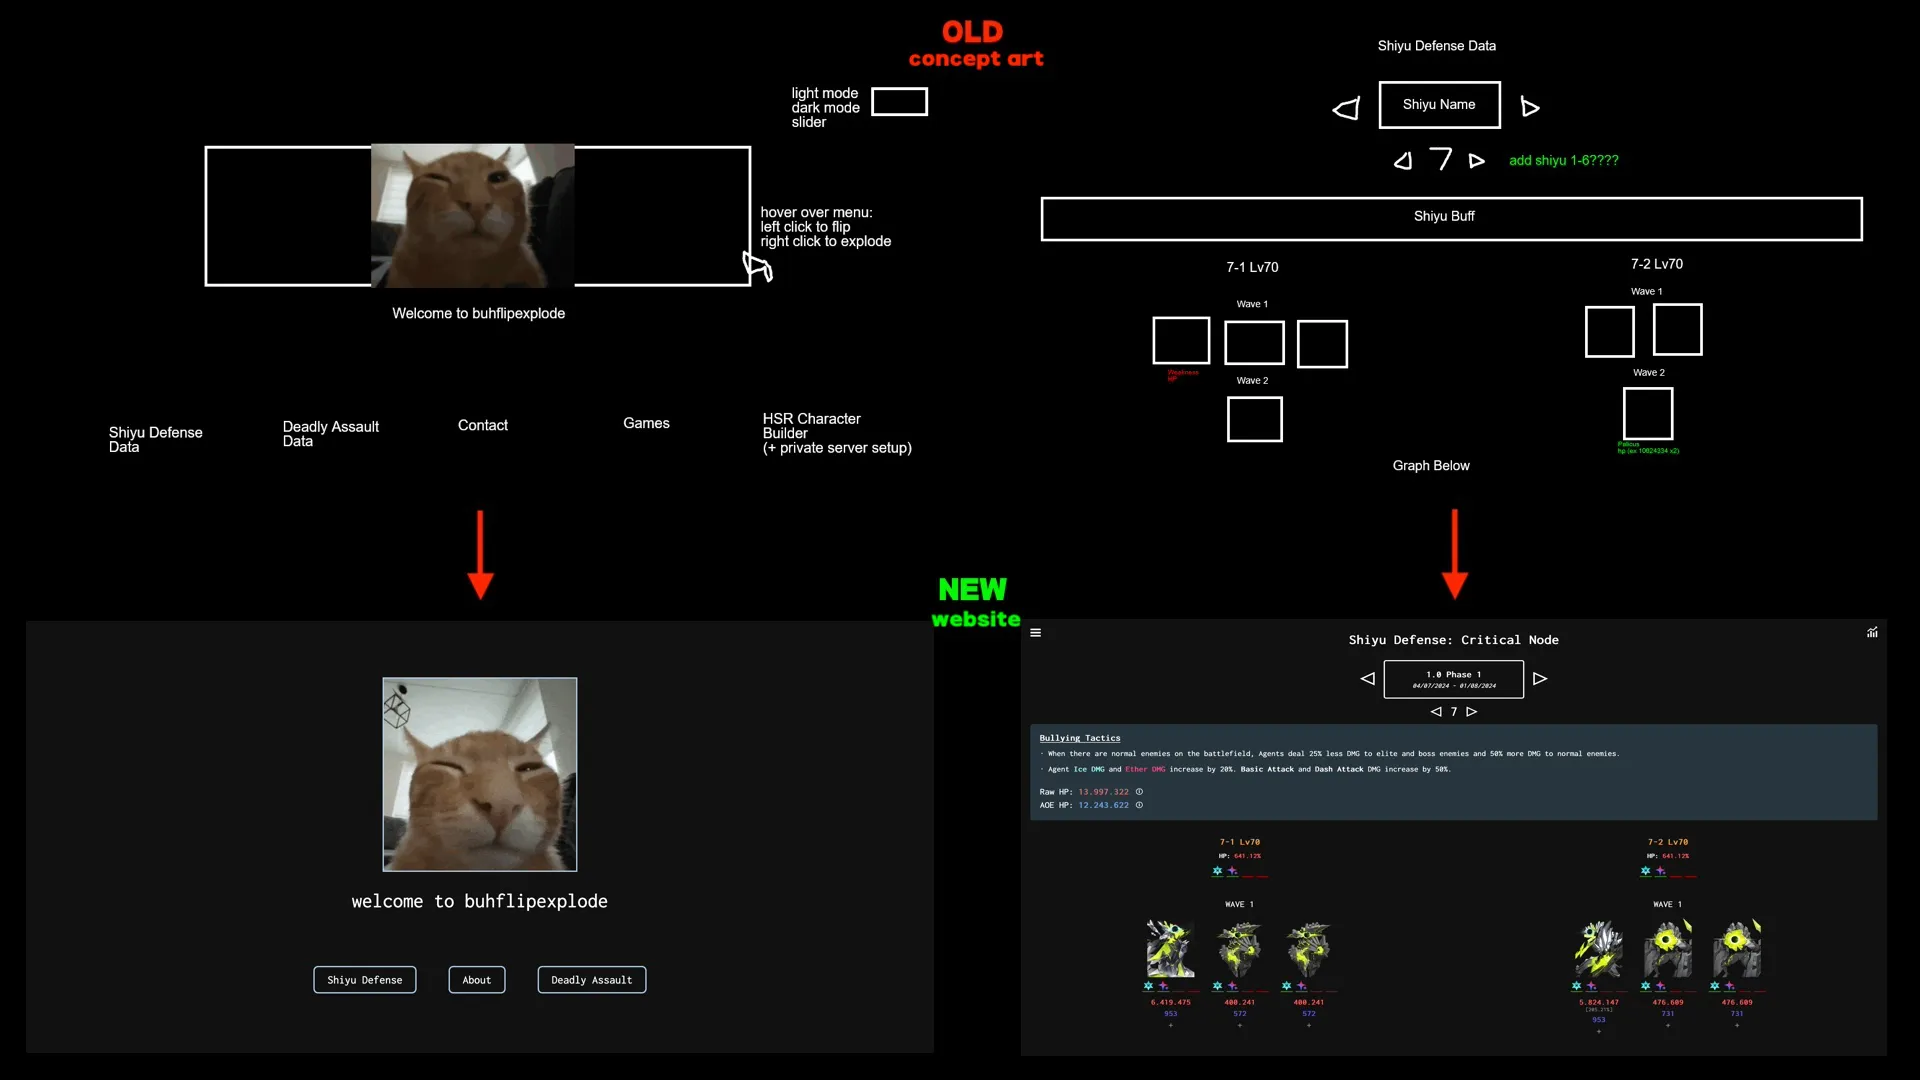 OLD
concept art
light mode
dark mode
slider
hover over menu:
left click to flip
right click to explode
Welcome to buhflipexplode
Shiyu Defense
Data
Deadly Assault
Data
Contact
Games
HSR Character
Builder
(+ private server setup)
Shiyu Defense Data
Shiyu Name
7
add shiyu 1-6????
Shiyu Buff
7-1 Lv70
Wave 1
Weakness
HP
Wave 2
7-2 Lv70
Wave 1
Wave 2
hp (ex 10624334 x2)
Graph Below
NEW
website
welcome to buhflipexplode
Shiyu Defense
About
Deadly Assault
Shiyu Defense: Critical Node
1.0 Phase 1
04/07/2024 - 01/08/2024
7
Bullying Tactics
· When there are normal enemies on the battlefield, Agents deal 25% less DMG to elite and boss enemies and 50% more DMG to normal enemies.
· Agent Ice DMG and Ether DMG increase by 20%. Basic Attack and Dash Attack DMG increase by 50%.
Raw HP: 13.997.322
AOE HP: 12.243.622
7-1 Lv70
HP: 641.12%
WAVE 1
6.419.475 400.241 400.241
953 572 572
+ + +
7-2 Lv70
HP: 641.12%
WAVE 1
5.824.147 476.609 476.609
953 731 731
+ + +